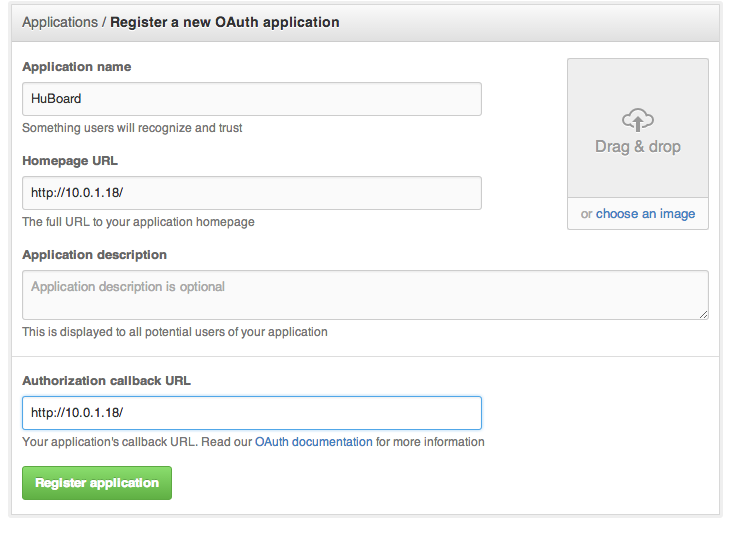 Applications / Register a new OAuth application
Application name
HuBoard
Something users will recognize and trust
Homepage URL
http://10.0.1.18/
The full URL to your application homepage
Drag & drop
or choose an image
Application description
Application description is optional
This is displayed to all potential users of your application
Authorization callback URL
http://10.0.1.18/
Your application's callback URL. Read our OAuth documentation for more information
Register application